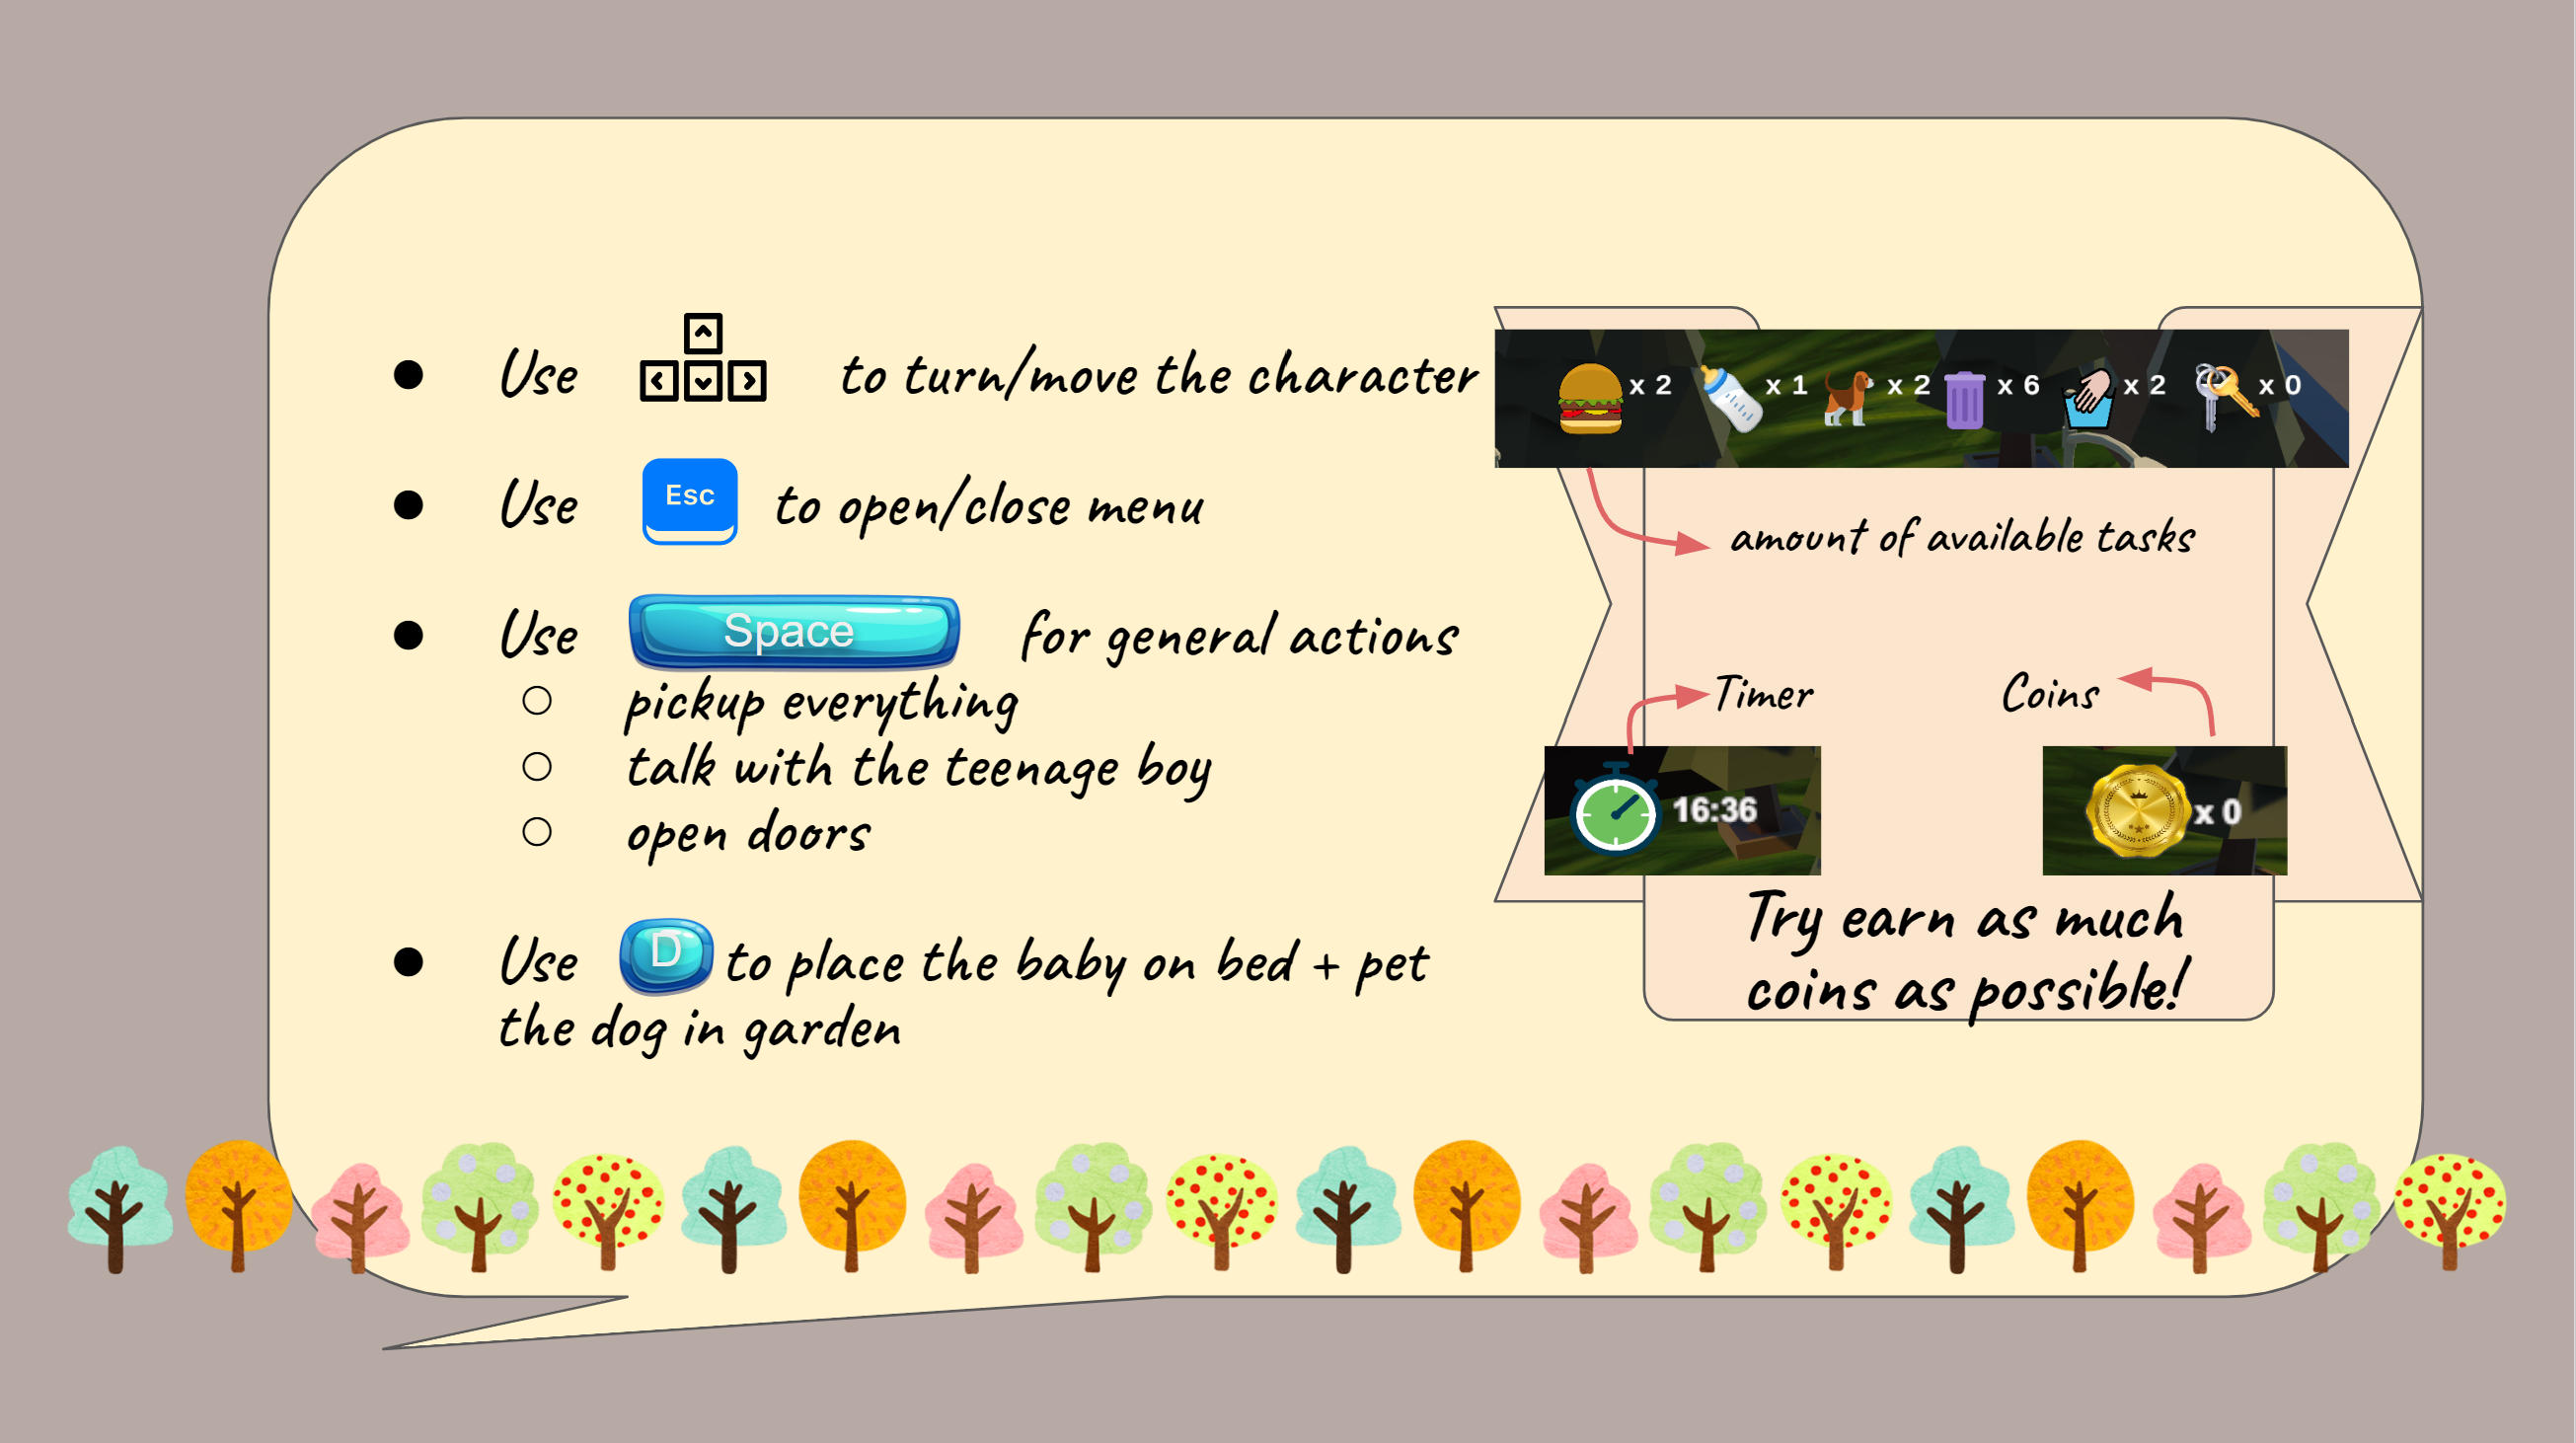 Use to turn/move the character
Use Esc to open/close menu
Use Space for general actions
pickup everything
talk with the teenage boy
open doors
Use D to place the baby on bed + pet
the dog in garden
x 2 x 1 x 2 x 6 x 2 x 0
amount of available tasks
Timer
Coins
16:36
x 0
Try earn as much
coins as possible!